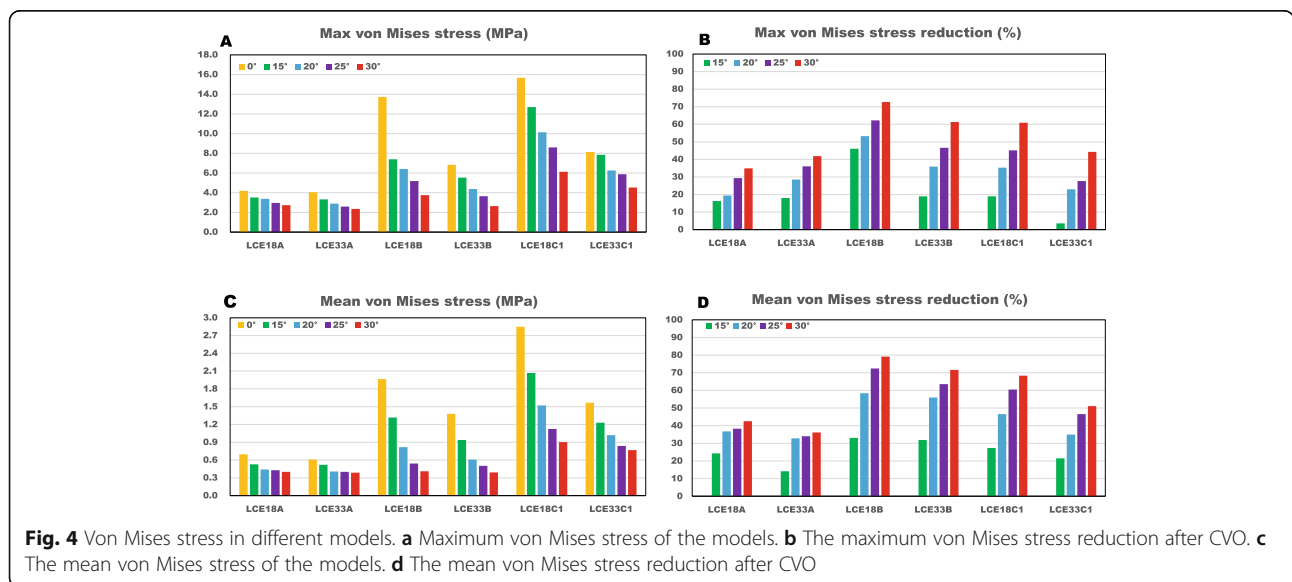 A
Max von Mises stress (MPa)
18.0
16.0
14.0
12.0
10.0
8.0
6.0
4.0
2.0
0.0
0° 15° 20° 25° 30°
LCE18A LCE33A LCE18B LCE33B LCE18C1 LCE33C1
B
Max von Mises stress reduction (%)
100
90
80
70
60
50
40
30
20
10
0
15° 20° 25° 30°
LCE18A LCE33A LCE18B LCE33B LCE18C1 LCE33C1
C
Mean von Mises stress (MPa)
3.0
2.7
2.4
2.1
1.8
1.5
1.2
0.9
0.6
0.3
0.0
0° 15° 20° 25° 30°
LCE18A LCE33A LCE18B LCE33B LCE18C1 LCE33C1
D
Mean von Mises stress reduction (%)
100
90
80
70
60
50
40
30
20
10
0
15° 20° 25° 30°
LCE18A LCE33A LCE18B LCE33B LCE18C1 LCE33C1
Fig. 4 Von Mises stress in different models. a Maximum von Mises stress of the models. b The maximum von Mises stress reduction after CVO. c
The mean von Mises stress of the models. d The mean von Mises stress reduction after CVO